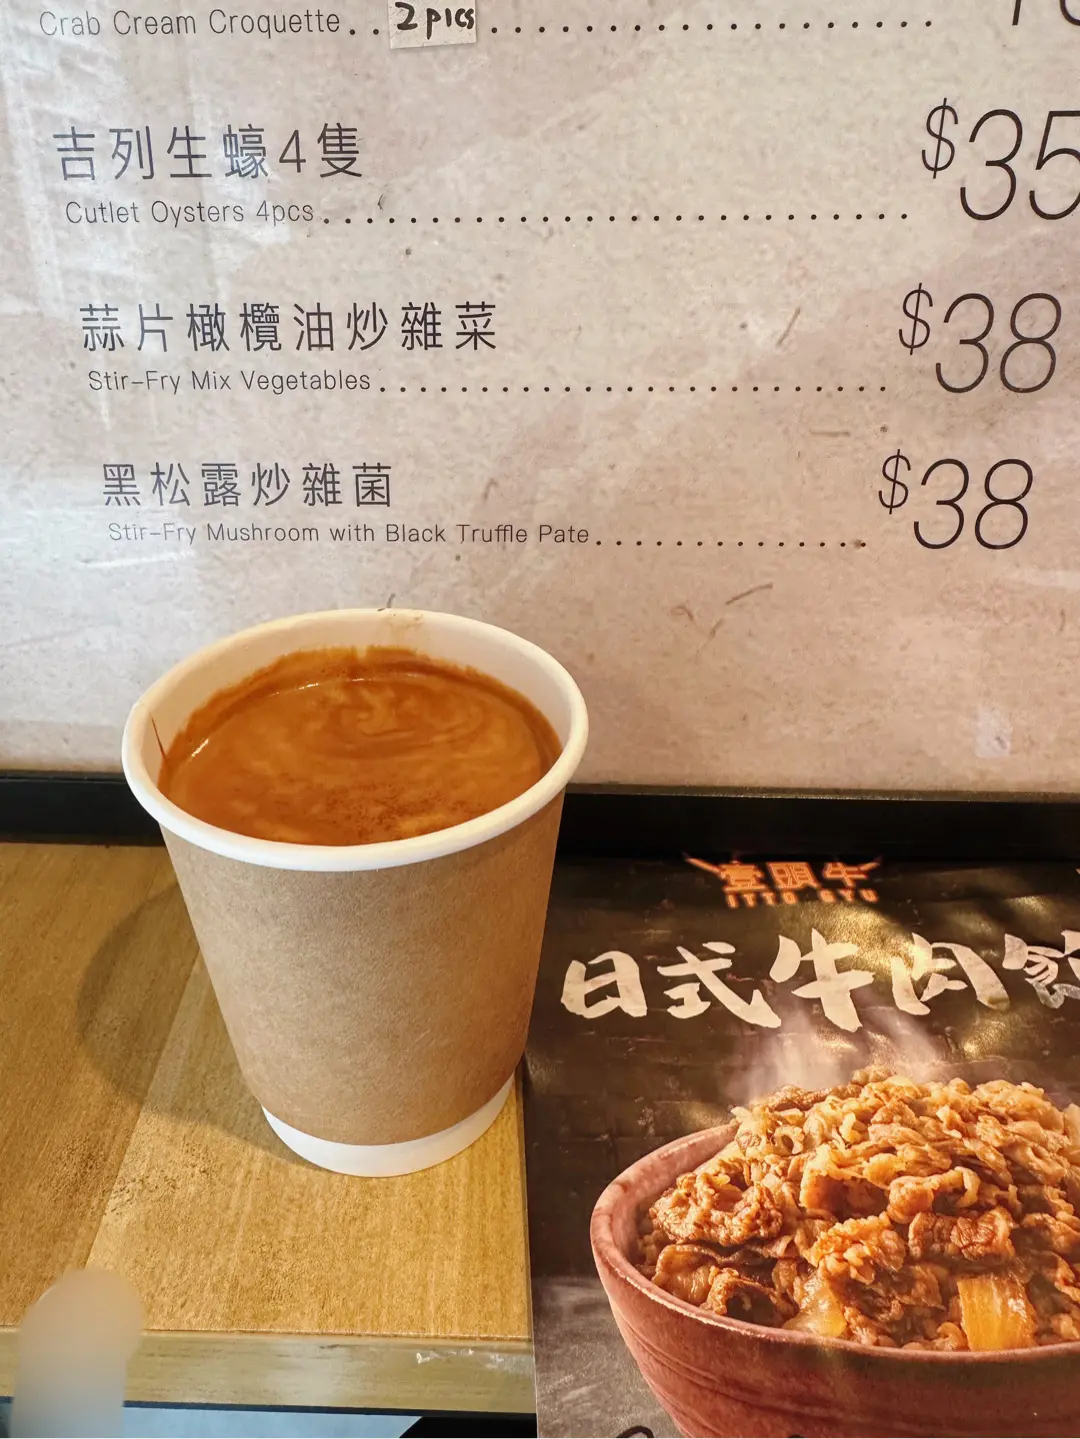 Crab Cream Croquette.. 2pics
吉列生蠔4隻 $35
Cutlet Oysters 4pcs
蒜片橄欖油炒雜菜 $38
Stir-Fry Mix Vegetables
黑松露炒雜菌 $38
Stir-Fry Mushroom with Black Truffle Pate
壹頭牛
ITTO GYU
日式牛肉飯